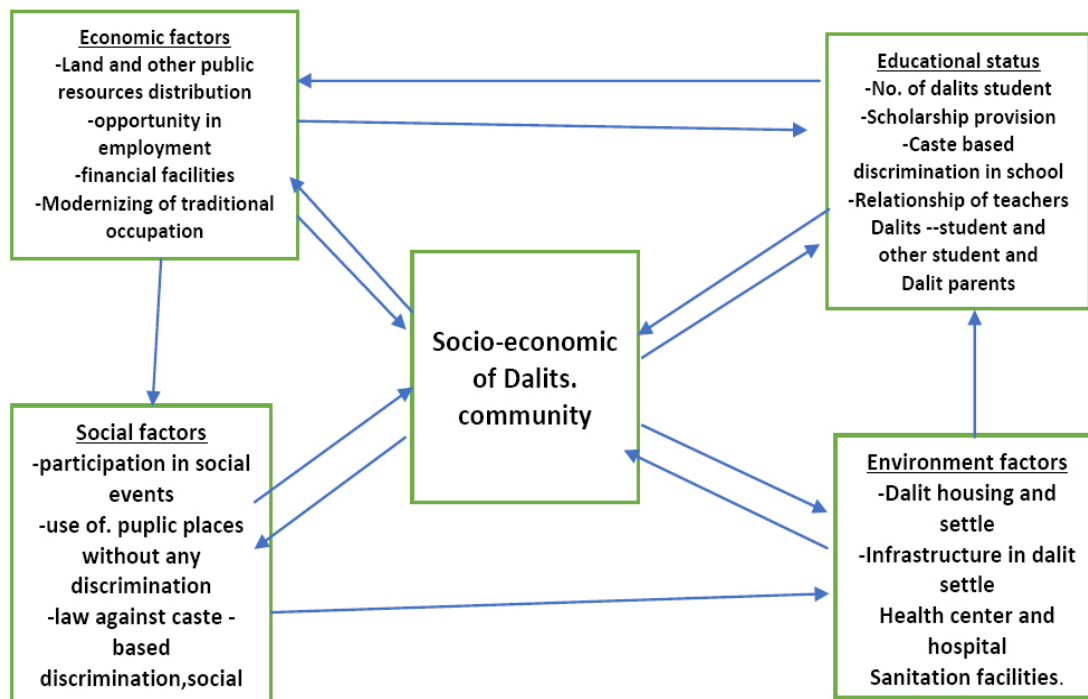 Economic factors
-Land and other public
resources distribution
-opportunity in
employment
-financial facilities
-Modernizing of traditional
occupation
Educational status
-No. of dalits student
-Scholarship provision
-Caste based
discrimination in school
-Relationship of teachers
Dalits --student and
other student and
Dalit parents
Socio-economic
of Dalits.
community
Social factors
-participation in social
events
-use of. puplic places
without any
discrimination
-law against caste -
based
discrimination,social
Environment factors
-Dalit housing and
settle
-Infrastructure in dalit
settle
Health center and
hospital
Sanitation facilities.